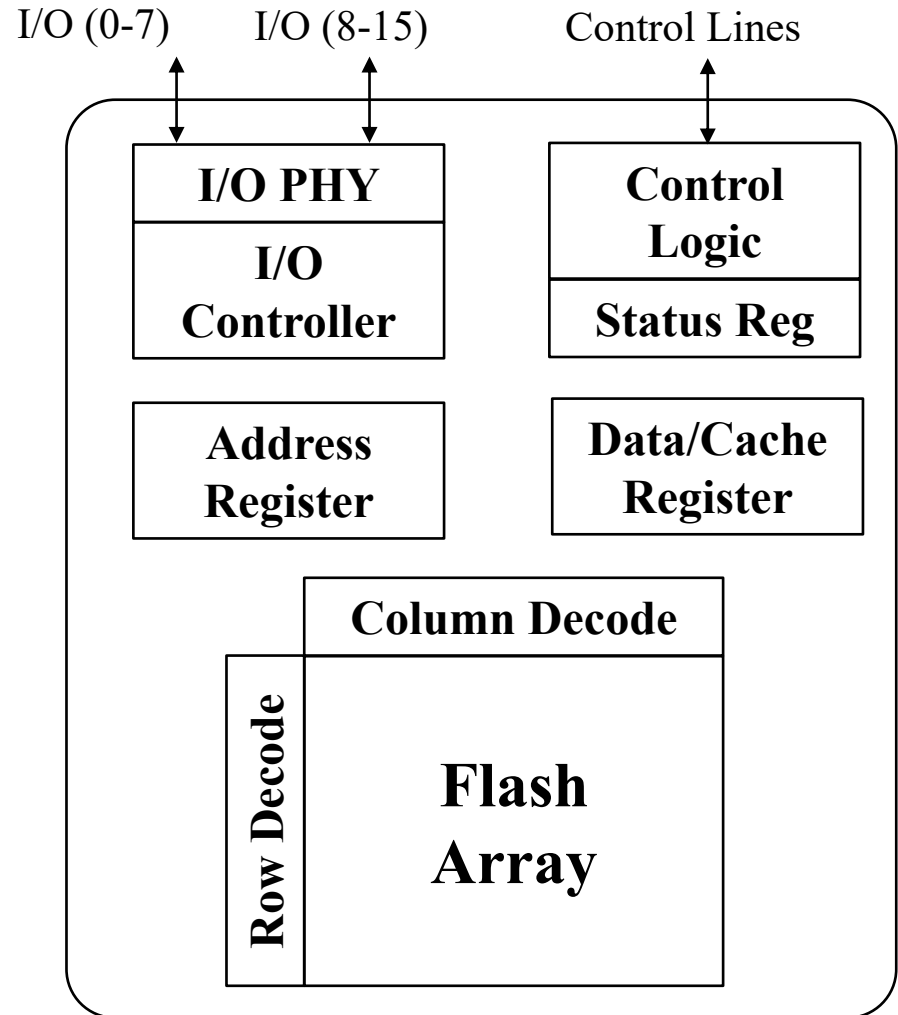 I/O (0-7) I/O (8-15) Control Lines
I/O PHY
I/O
Controller
Control
Logic
Status Reg
Address
Register
Data/Cache
Register
Column Decode
Row Decode
Flash
Array